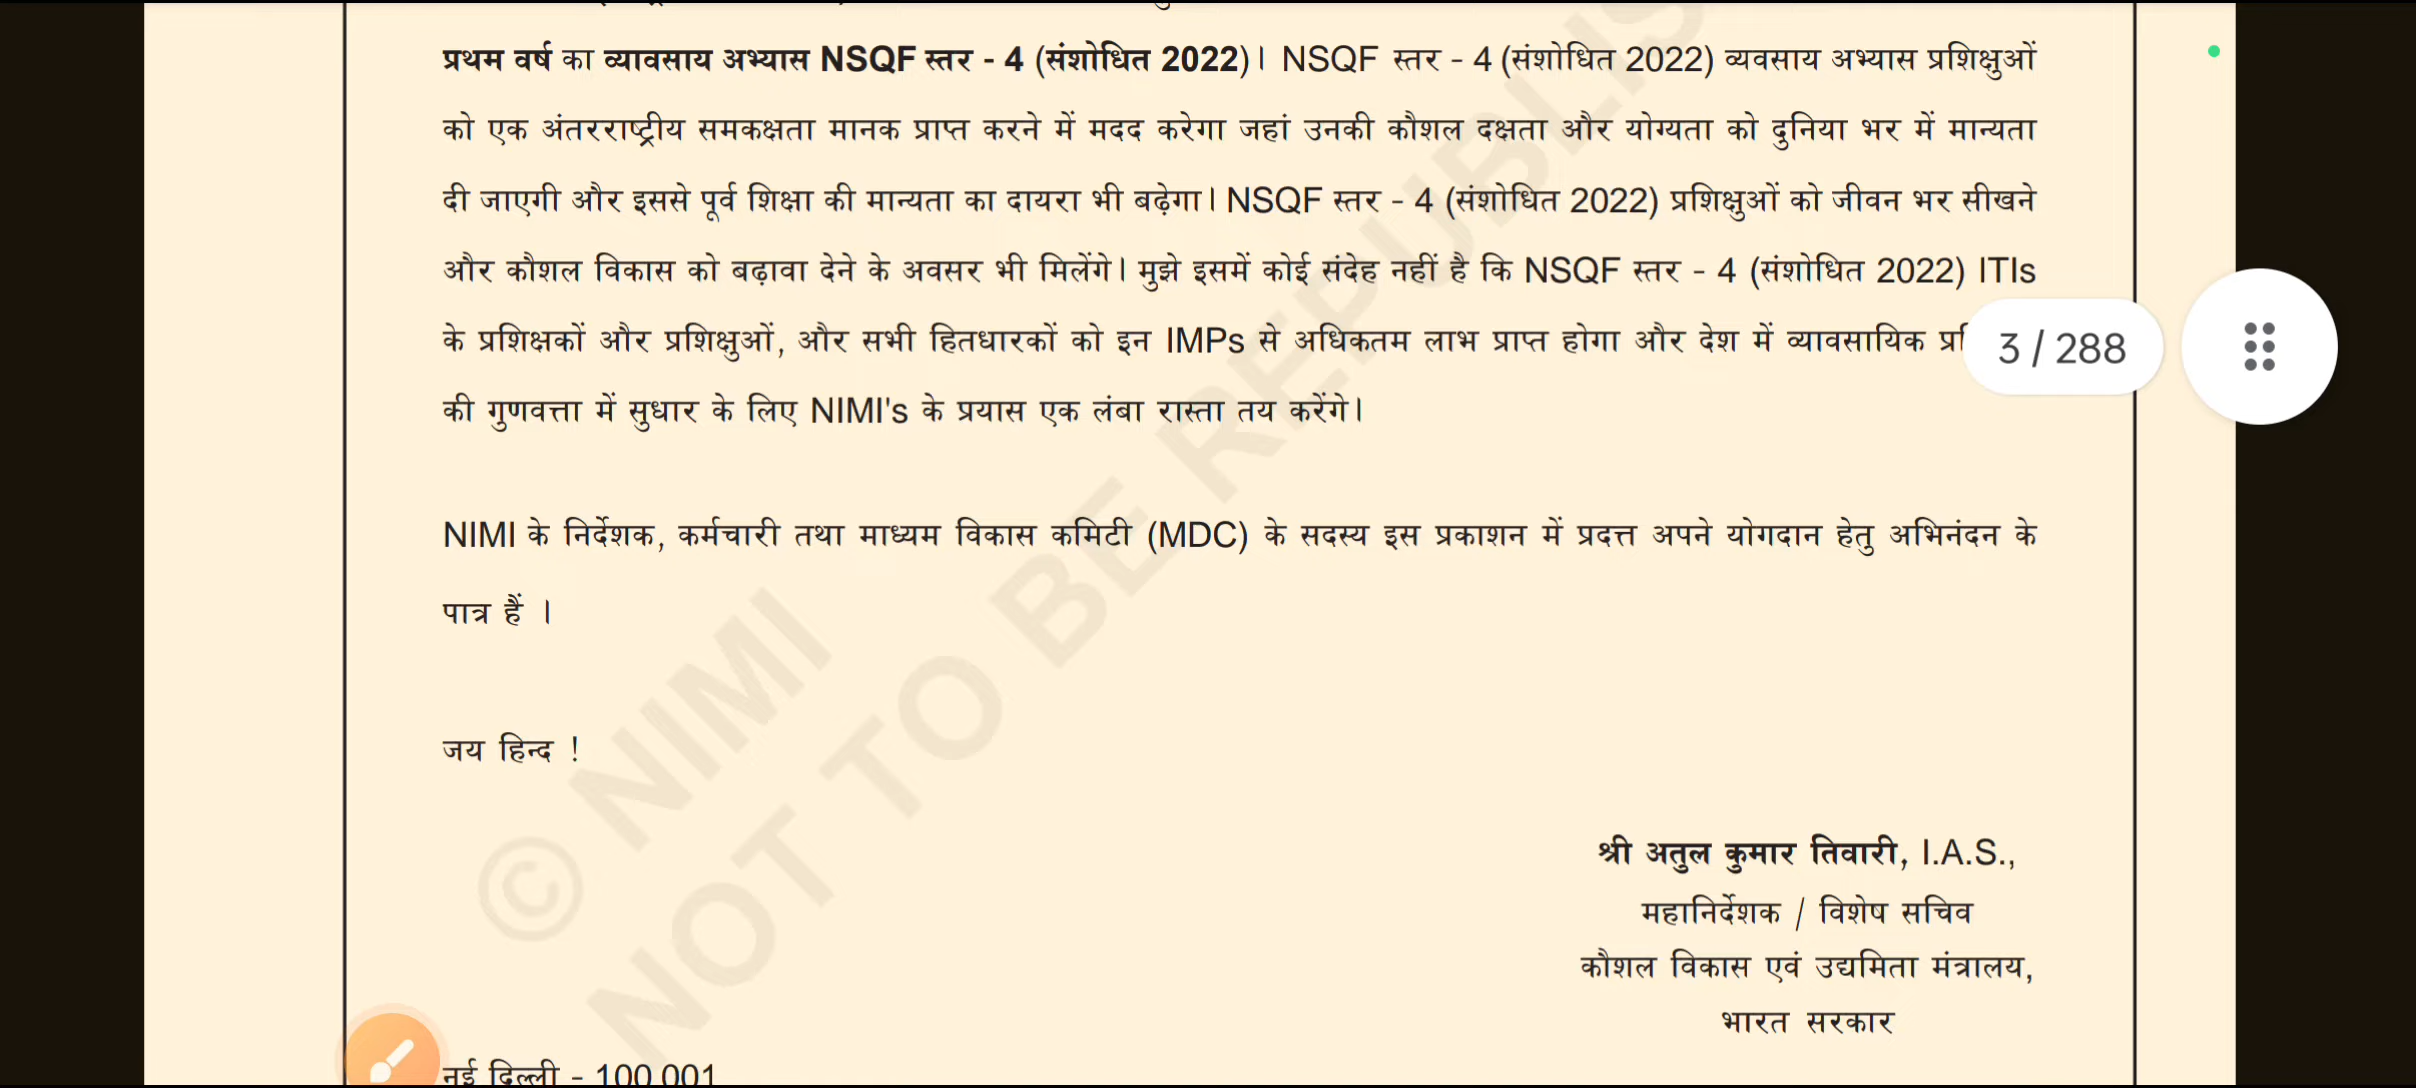 प्रथम वर्ष का व्यावसाय अभ्यास NSQF स्तर - 4 (संशोधित 2022)। NSQF स्तर - 4 (संशोधित 2022) व्यवसाय अभ्यास प्रशिक्षुओं
को एक अंतरराष्ट्रीय समकक्षता मानक प्राप्त करने में मदद करेगा जहां उनकी कौशल दक्षता और योग्यता को दुनिया भर में मान्यता
दी जाएगी और इससे पूर्व शिक्षा की मान्यता का दायरा भी बढ़ेगा। NSQF स्तर - 4 (संशोधित 2022) प्रशिक्षुओं को जीवन भर सीखने
और कौशल विकास को बढ़ावा देने के अवसर भी मिलेंगे। मुझे इसमें कोई संदेह नहीं है कि NSQF स्तर - 4 (संशोधित 2022) ITIs
के प्रशिक्षकों और प्रशिक्षुओं, और सभी हितधारकों को इन IMPs से अधिकतम लाभ प्राप्त होगा और देश में व्यावसायिक
3 / 288
की गुणवत्ता में सुधार के लिए NIMI's के प्रयास एक लंबा रास्ता तय करेंगे।
NIMI के निर्देशक, कर्मचारी तथा माध्यम विकास कमिटी (MDC) के सदस्य इस प्रकाशन में प्रदत्त अपने योगदान हेतु अभिनंदन के
पात्र हैं ।
जय हिन्द !
श्री अतुल कुमार तिवारी, I.A.S.,
महानिर्देशक / विशेष सचिव
कौशल विकास एवं उद्यमिता मंत्रालय,
भारत सरकार
नई दिल्ली - 100 001
© NIMI
NOT TO BE REPUBLIS